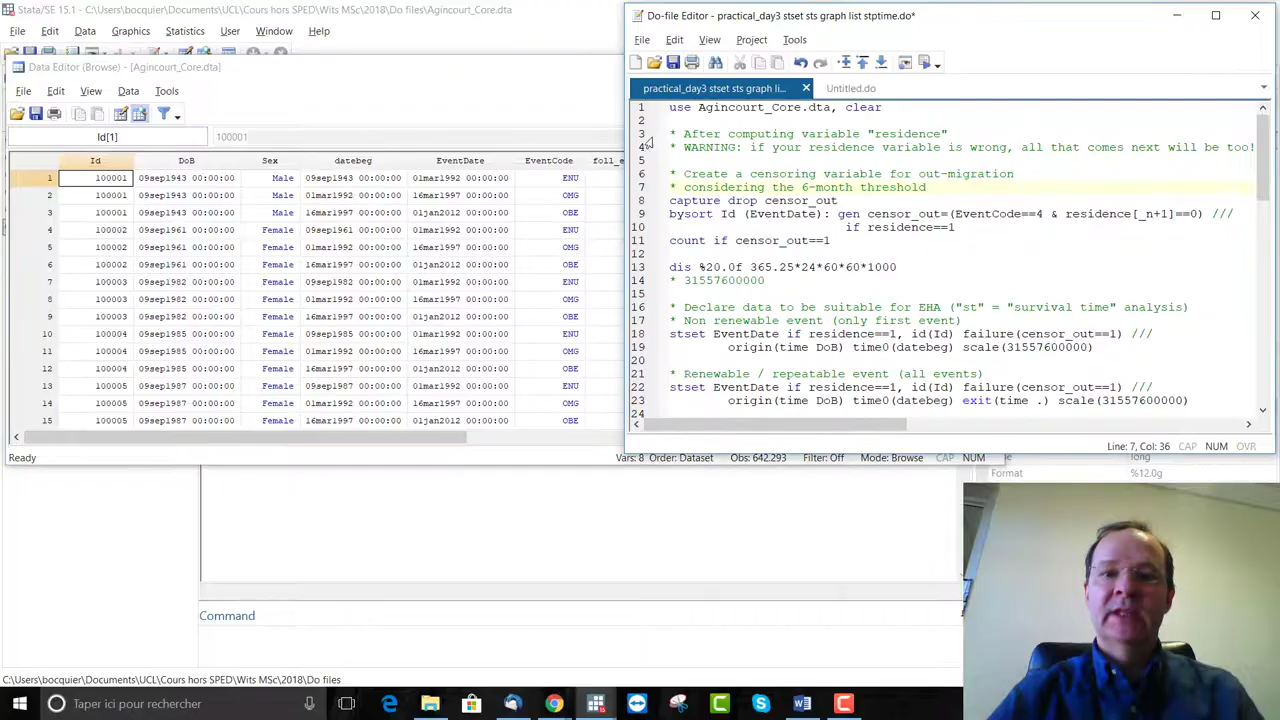 Stata/SE 15.1 - C:\Users\bocquier\Documents\UCL\Cours hors SPED\Wits MSc\2018\Do files\Agincourt_Core.dta
File Edit Data Graphics Statistics User Window Help
Data Editor (Browse) - [Agincourt_Core.dta]
File Edit View Data Tools
Id[1] 100001
Id DoB Sex datebeg EventDate EventCode foll_e
1 100001 09sep1943 00:00:00 Male 09sep1943 00:00:00 01mar1992 00:00:00 ENU
2 100001 09sep1943 00:00:00 Male 01mar1992 00:00:00 16mar1997 00:00:00 OMG
3 100001 09sep1943 00:00:00 Male 16mar1997 00:00:00 01jan2012 00:00:00 OBE
4 100002 09sep1961 00:00:00 Female 09sep1961 00:00:00 01mar1992 00:00:00 ENU
5 100002 09sep1961 00:00:00 Female 01mar1992 00:00:00 16mar1997 00:00:00 OMG
6 100002 09sep1961 00:00:00 Female 16mar1997 00:00:00 01jan2012 00:00:00 OBE
7 100003 09sep1982 00:00:00 Female 09sep1982 00:00:00 01mar1992 00:00:00 ENU
8 100003 09sep1982 00:00:00 Female 01mar1992 00:00:00 16mar1997 00:00:00 OMG
9 100003 09sep1982 00:00:00 Female 16mar1997 00:00:00 01jan2012 00:00:00 OBE
10 100004 09sep1985 00:00:00 Female 09sep1985 00:00:00 01mar1992 00:00:00 ENU
11 100004 09sep1985 00:00:00 Female 01mar1992 00:00:00 16mar1997 00:00:00 OMG
12 100004 09sep1985 00:00:00 Female 16mar1997 00:00:00 01jan2012 00:00:00 OBE
13 100005 09sep1987 00:00:00 Female 09sep1987 00:00:00 01mar1992 00:00:00 ENU
14 100005 09sep1987 00:00:00 Female 01mar1992 00:00:00 16mar1997 00:00:00 OMG
15 100005 09sep1987 00:00:00 Female 16mar1997 00:00:00 01jan2012 00:00:00 OBE
Ready Vars: 8 Order: Dataset Obs: 642.293 Filter: Off Mode: Browse CAP NUM
Do-file Editor - practical_day3 stset sts graph list stptime.do*
File Edit View Project Tools
practical_day3 stset sts graph li... Untitled.do
1 use Agincourt_Core.dta, clear
2
3 * After computing variable "residence"
4 * WARNING: if your residence variable is wrong, all that comes next will be too!
5
6 * Create a censoring variable for out-migration
7 * considering the 6-month threshold
8 capture drop censor_out
9 bysort Id (EventDate): gen censor_out=(EventCode==4 & residence[_n+1]==0) ///
10 if residence==1
11 count if censor_out==1
12
13 dis %20.0f 365.25*24*60*60*1000
14 * 31557600000
15
16 * Declare data to be suitable for EHA ("st" = "survival time" analysis)
17 * Non renewable event (only first event)
18 stset EventDate if residence==1, id(Id) failure(censor_out==1) ///
19 origin(time DoB) time0(datebeg) scale(31557600000)
20
21 * Renewable / repeatable event (all events)
22 stset EventDate if residence==1, id(Id) failure(censor_out==1) ///
23 origin(time DoB) time0(datebeg) exit(time .) scale(31557600000)
24
Line: 7, Col: 36 CAP NUM OVR
long
Format %12.0g
Command
C:\Users\bocquier\Documents\UCL\Cours hors SPED\Wits MSc\2018\Do files
Taper ici pour rechercher